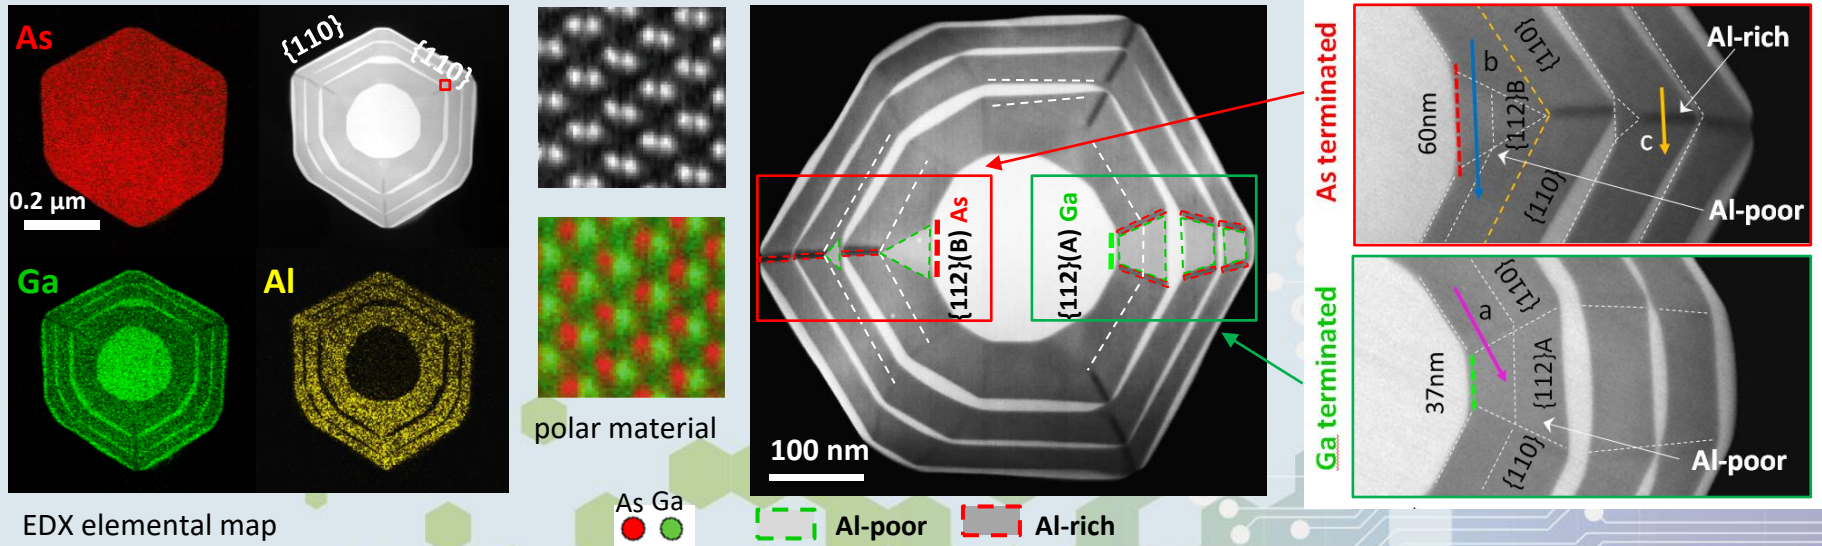 As
0.2 µm
{110}
{110}
Ga
Al
EDX elemental map
polar material
As Ga
{112}(B) As
{112}(A) Ga
100 nm
Al-poor
Al-rich
As terminated
60nm
b
{110}
{112}B
{110}
c
Al-rich
Al-poor
Ga terminated
37nm
a
{110}
{112}A
{110}
Al-poor